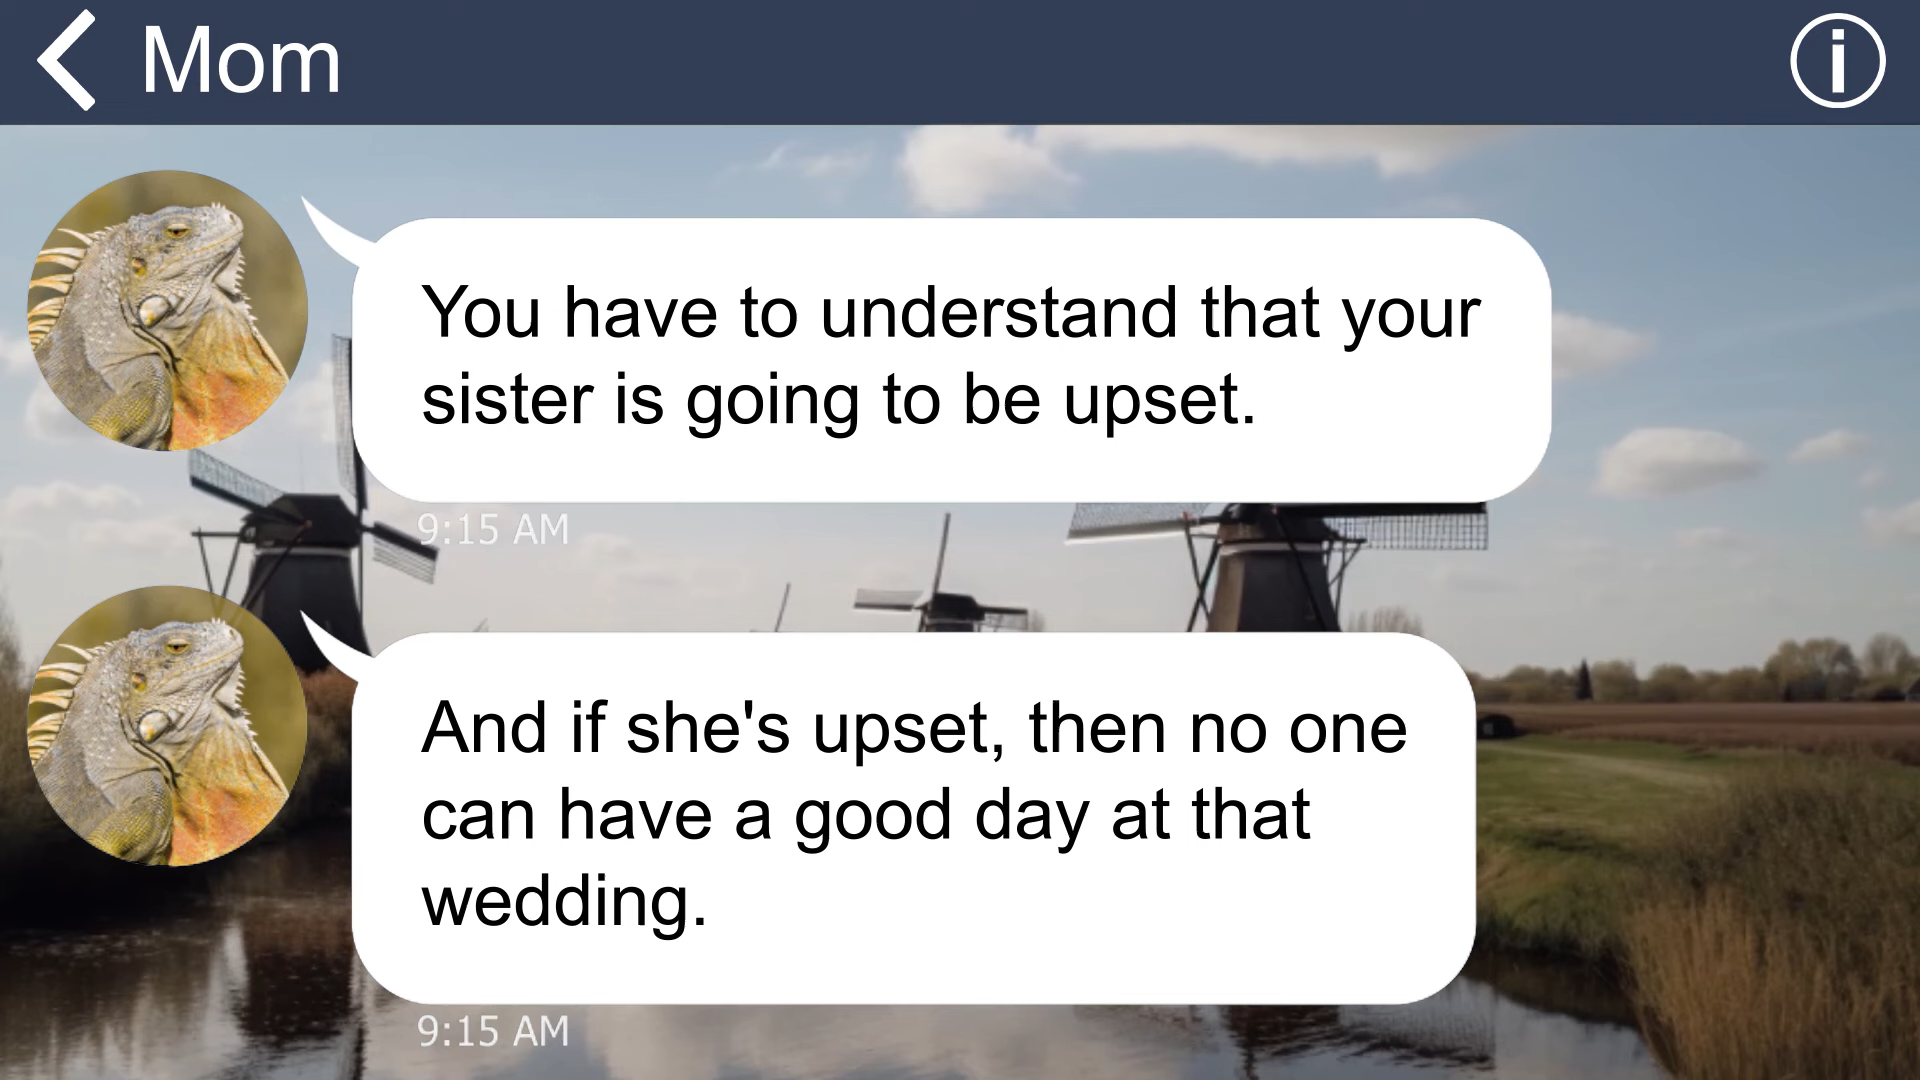 Mom
You have to understand that your
sister is going to be upset.
9:15 AM
And if she's upset, then no one
can have a good day at that
wedding.
9:15 AM